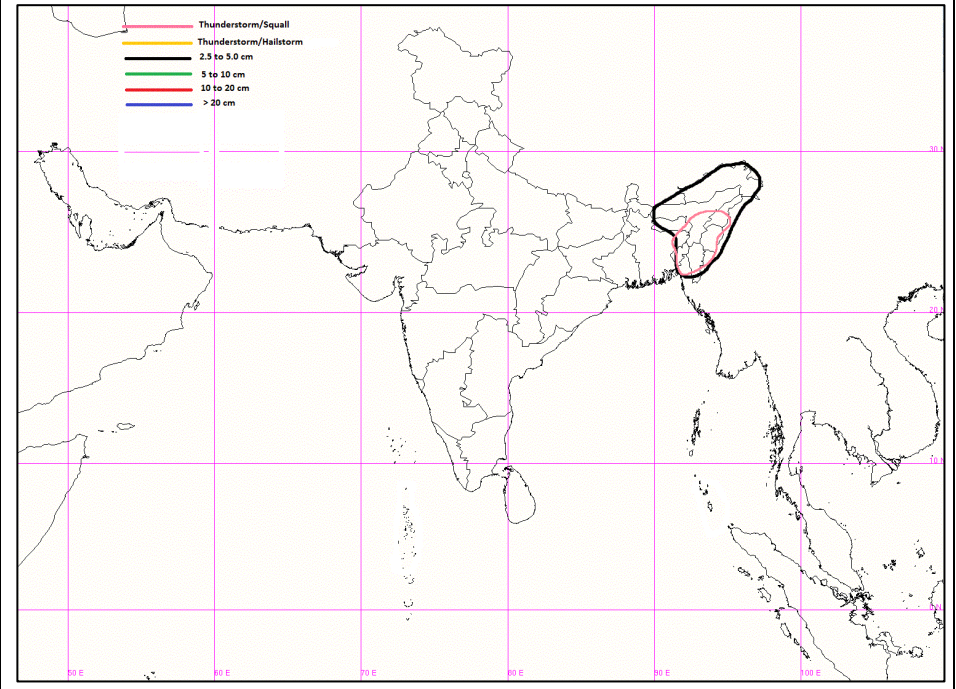 Thunderstorm/Squall
Thunderstorm/Hailstorm
2.5 to 5.0 cm
5 to 10 cm
10 to 20 cm
> 20 cm
30 N
20 N
10 N
0 N
50 E
60 E
70 E
80 E
90 E
100 E